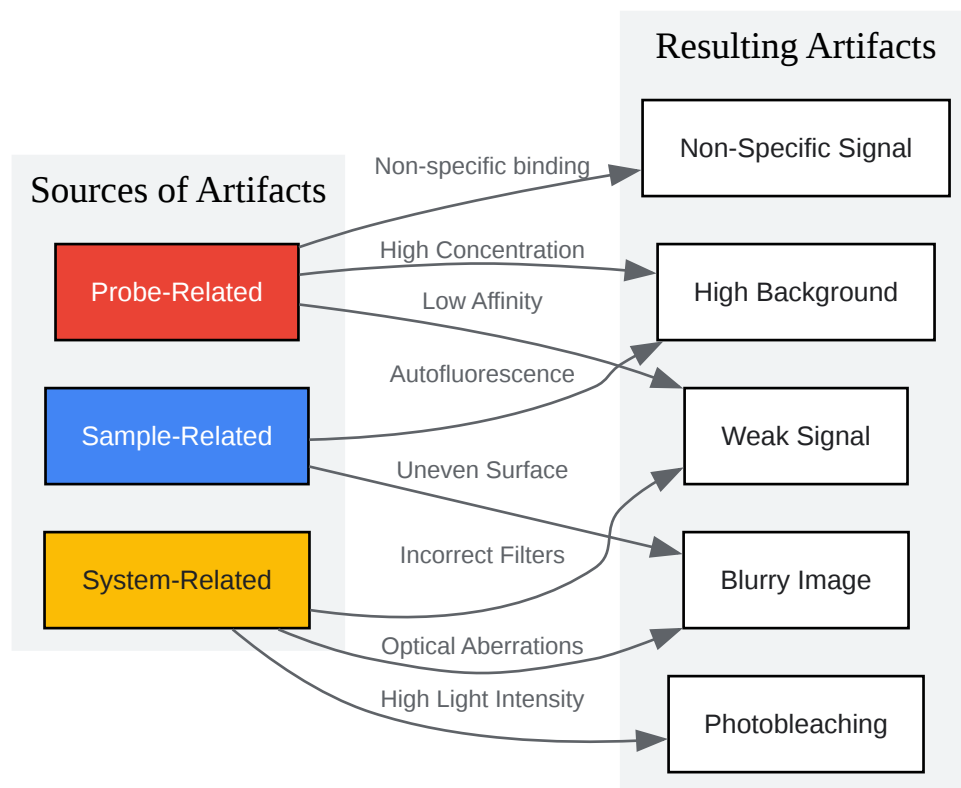 Sources of Artifacts
Probe-Related
Sample-Related
System-Related
Non-specific binding
High Concentration
Low Affinity
Autofluorescence
Uneven Surface
Incorrect Filters
Optical Aberrations
High Light Intensity
Resulting Artifacts
Non-Specific Signal
High Background
Weak Signal
Blurry Image
Photobleaching